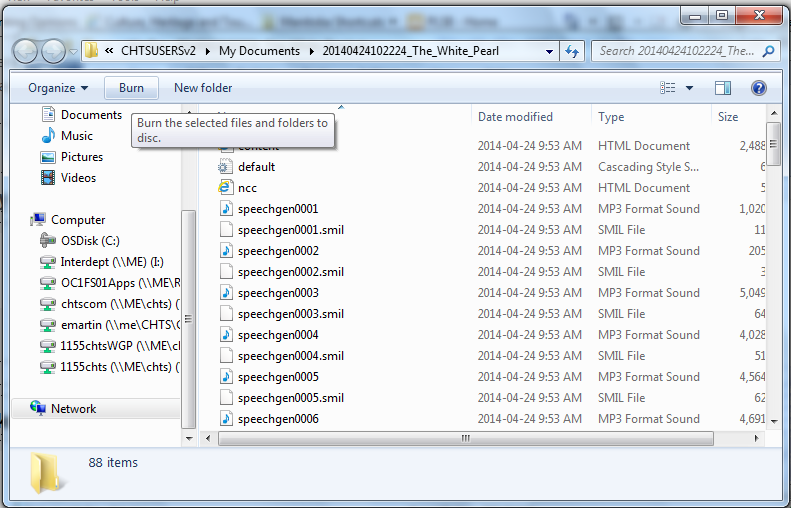 « CHTSUSERSv2 ▸ My Documents ▸ 20140424102224_The_White_Pearl
Search 20140424102224_The...
Organize Burn New folder
Documents
Music
Pictures
Videos
Computer
OSDisk (C:)
Interdept (\\ME) (I:)
OC1FS01Apps (\\ME\R
chtscom (\\ME\chts) (
emartin (\\me\CHTS\C
1155chtsWGP (\\ME\c
1155chts (\\ME\chts) (
Network
Burn the selected files and folders to
disc.
Date modified Type Size
content 2014-04-24 9:53 AM HTML Document 2,488
default 2014-04-24 9:53 AM Cascading Style S... 6
ncc 2014-04-24 9:53 AM HTML Document 5
speechgen0001 2014-04-24 9:53 AM MP3 Format Sound 1,020
speechgen0001.smil 2014-04-24 9:53 AM SMIL File 11
speechgen0002 2014-04-24 9:53 AM MP3 Format Sound 205
speechgen0002.smil 2014-04-24 9:53 AM SMIL File 3
speechgen0003 2014-04-24 9:53 AM MP3 Format Sound 5,049
speechgen0003.smil 2014-04-24 9:53 AM SMIL File 64
speechgen0004 2014-04-24 9:53 AM MP3 Format Sound 4,028
speechgen0004.smil 2014-04-24 9:53 AM SMIL File 51
speechgen0005 2014-04-24 9:53 AM MP3 Format Sound 4,564
speechgen0005.smil 2014-04-24 9:53 AM SMIL File 62
speechgen0006 2014-04-24 9:53 AM MP3 Format Sound 4,691
88 items